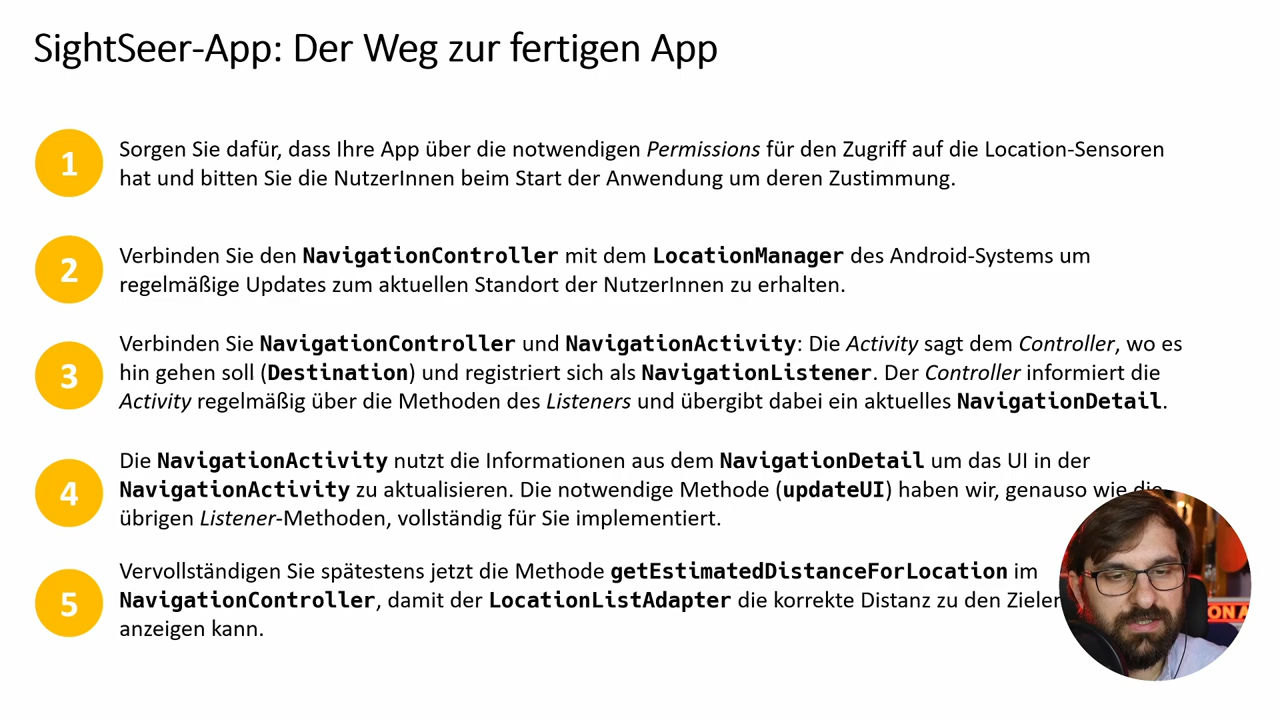 SightSeer-App: Der Weg zur fertigen App
1
Sorgen Sie dafür, dass Ihre App über die notwendigen Permissions für den Zugriff auf die Location-Sensoren
hat und bitten Sie die NutzerInnen beim Start der Anwendung um deren Zustimmung.
2
Verbinden Sie den NavigationController mit dem LocationManager des Android-Systems um
regelmäßige Updates zum aktuellen Standort der NutzerInnen zu erhalten.
3
Verbinden Sie NavigationController und NavigationActivity: Die Activity sagt dem Controller, wo es
hin gehen soll (Destination) und registriert sich als NavigationListener. Der Controller informiert die
Activity regelmäßig über die Methoden des Listeners und übergibt dabei ein aktuelles NavigationDetail.
4
Die NavigationActivity nutzt die Informationen aus dem NavigationDetail um das UI in der
NavigationActivity zu aktualisieren. Die notwendige Methode (updateUI) haben wir, genauso wie die
übrigen Listener-Methoden, vollständig für Sie implementiert.
5
Vervollständigen Sie spätestens jetzt die Methode getEstimatedDistanceForLocation im
NavigationController, damit der LocationListAdapter die korrekte Distanz zu den Zielen
anzeigen kann.